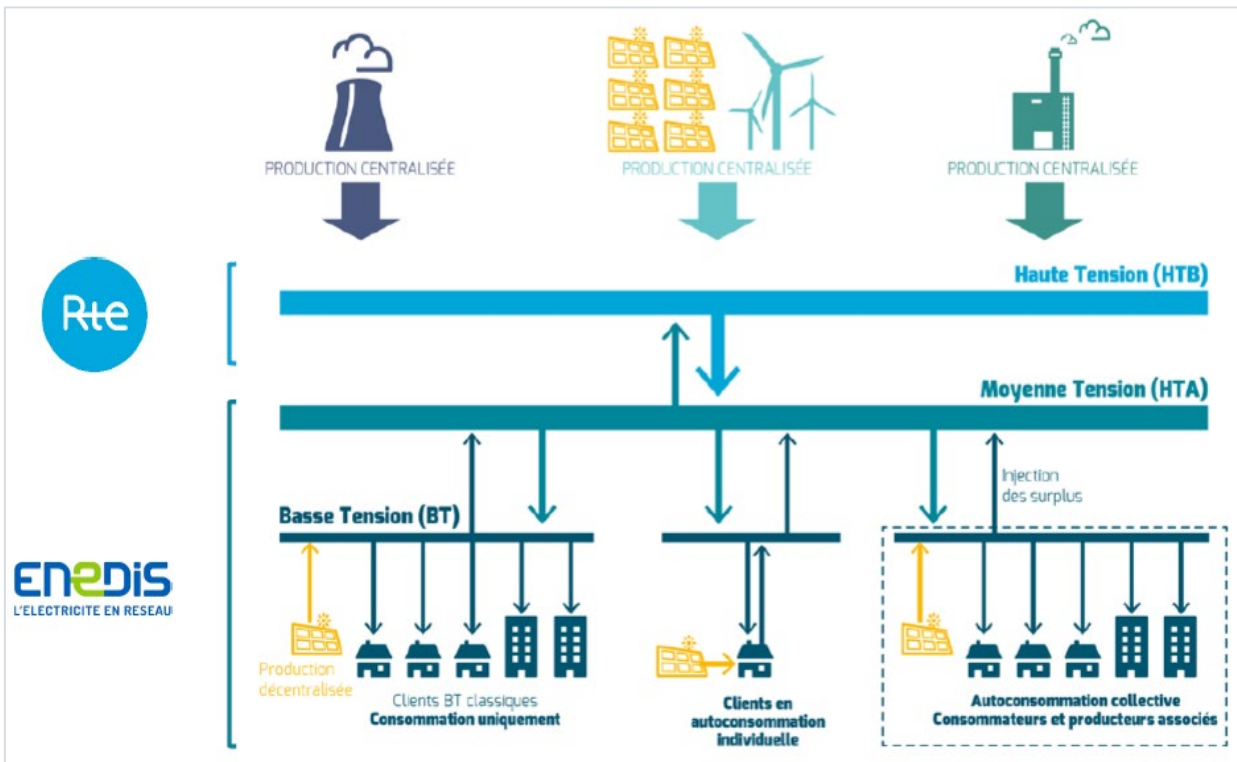 PRODUCTION CENTRALISÉE
PRODUCTION CENTRALISÉE
PRODUCTION CENTRALISÉE
Rte
Haute Tension (HTB)
Moyenne Tension (HTA)
Injection
des surplus
Basse Tension (BT)
ENEDIS
L'ELECTRICITE EN RESEAU
Production
décentralisée
Clients BT classiques
Consommation uniquement
Clients en
autoconsommation
individuelle
Autoconsommation collective
Consommateurs et producteurs associés